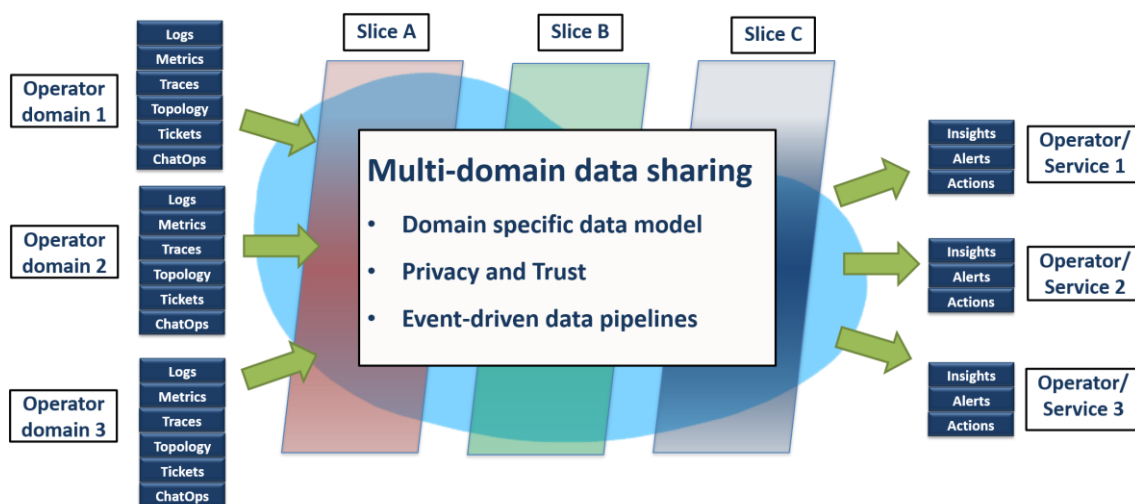 Slice A
Slice B
Slice C
Operator
domain 1
Logs
Metrics
Traces
Topology
Tickets
ChatOps
Operator
domain 2
Logs
Metrics
Traces
Topology
Tickets
ChatOps
Operator
domain 3
Logs
Metrics
Traces
Topology
Tickets
ChatOps
Multi-domain data sharing
• Domain specific data model
• Privacy and Trust
• Event-driven data pipelines
Insights
Alerts
Actions
Operator/
Service 1
Insights
Alerts
Actions
Operator/
Service 2
Insights
Alerts
Actions
Operator/
Service 3